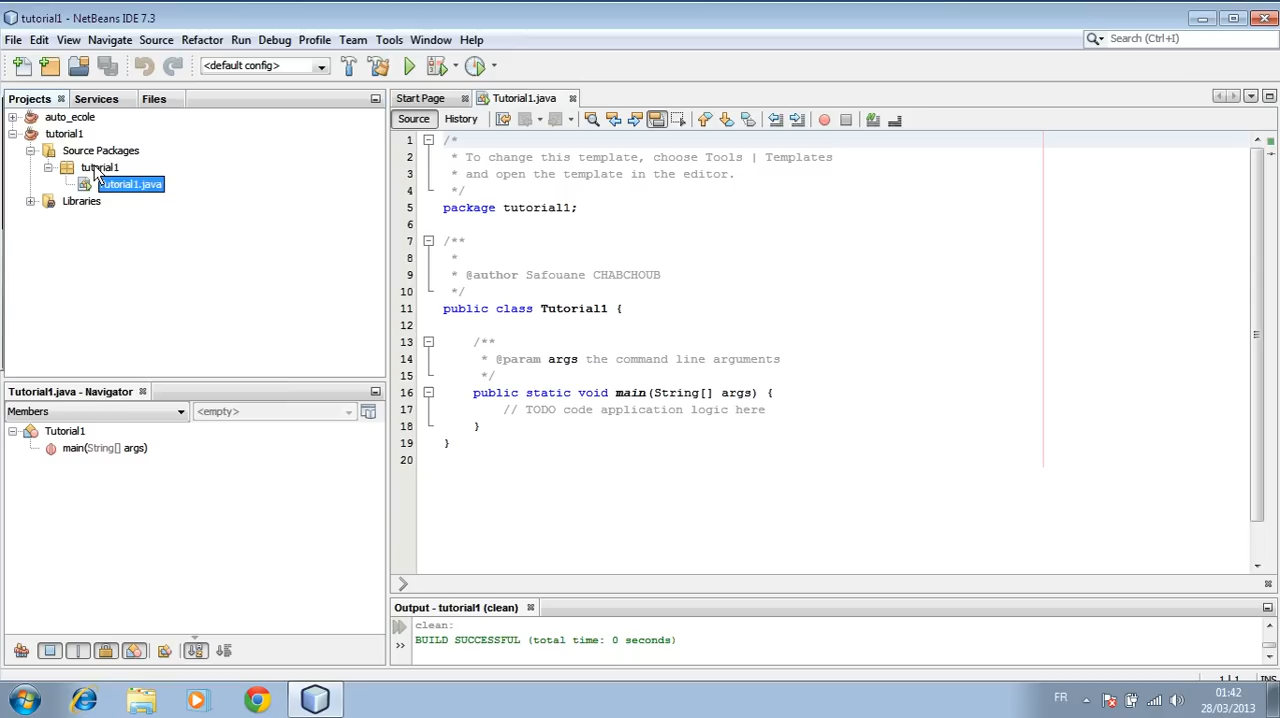 tutorial1 - NetBeans IDE 7.3
File Edit View Navigate Source Refactor Run Debug Profile Team Tools Window Help
Search (Ctrl+I)
<default config>
Projects Services Files
auto_ecole
tutorial1
Source Packages
tutorial1
tutorial1.java
Libraries
Tutorial1.java - Navigator
Members <empty>
Tutorial1
main(String[] args)
Start Page Tutorial1.java
Source History
1 /*
2 * To change this template, choose Tools | Templates
3 * and open the template in the editor.
4 */
5 package tutorial1;
6
7 /**
8 *
9 * @author Safouane CHABCHOUB
10 */
11 public class Tutorial1 {
12
13 /**
14 * @param args the command line arguments
15 */
16 public static void main(String[] args) {
17 // TODO code application logic here
18 }
19 }
20
Output - tutorial1 (clean)
clean:
BUILD SUCCESSFUL (total time: 0 seconds)
1 | 1 INS
FR
01:42
28/03/2013